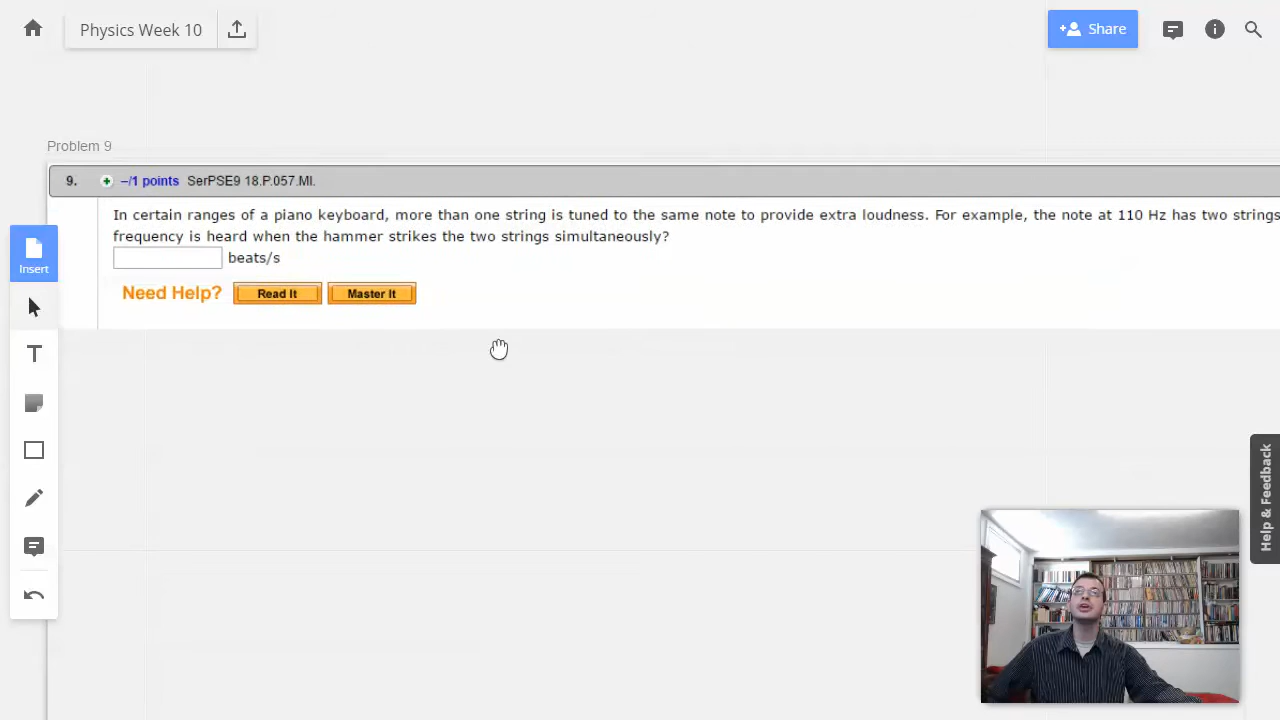 Physics Week 10
Share
Problem 9
9. –/1 points SerPSE9 18.P.057.MI.
In certain ranges of a piano keyboard, more than one string is tuned to the same note to provide extra loudness. For example, the note at 110 Hz has two strings
frequency is heard when the hammer strikes the two strings simultaneously?
beats/s
Need Help? Read It Master It
Insert
T
Help & Feedback